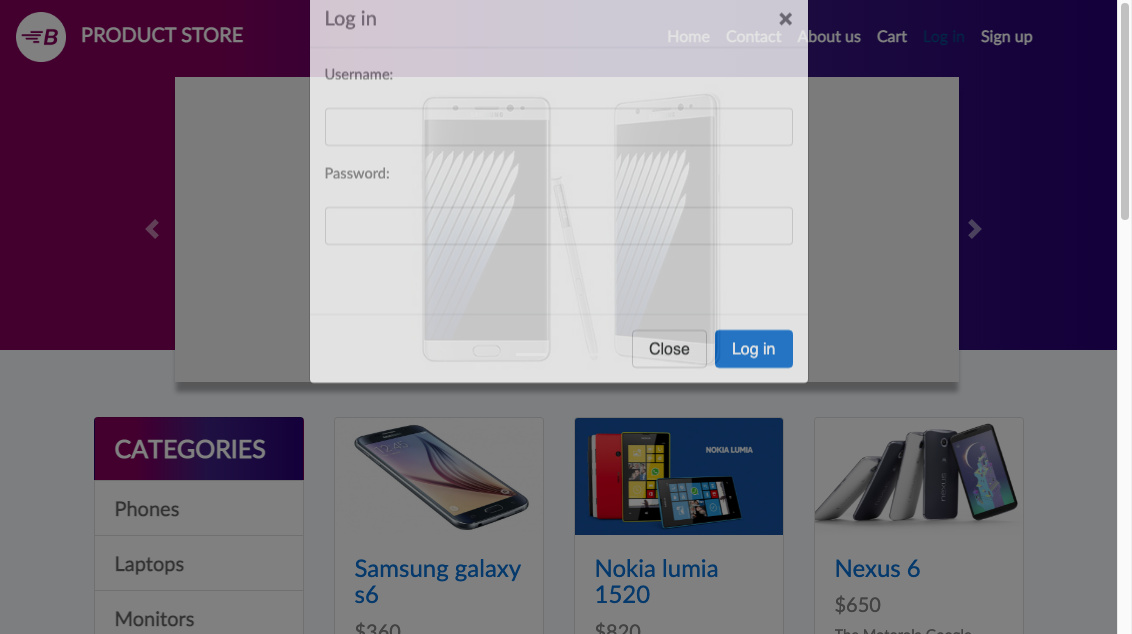 B PRODUCT STORE
Log in
Home Contact About us Cart Log in Sign up
Username:
Password:
Close Log in
CATEGORIES
Phones
Laptops
Monitors
Samsung galaxy
s6
$360
NOKIA LUMIA
Nokia lumia
1520
$820
Nexus 6
$650
The Motorola Google